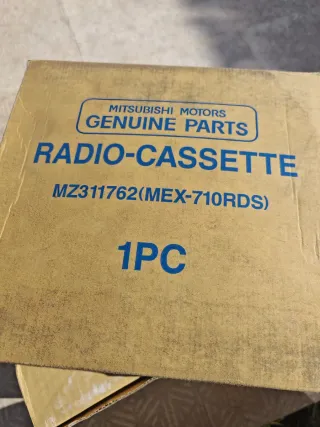 MITSUBISHI MOTORS
GENUINE PARTS
RADIO-CASSETTE
MZ311762(MEX-710RDS)
1PC